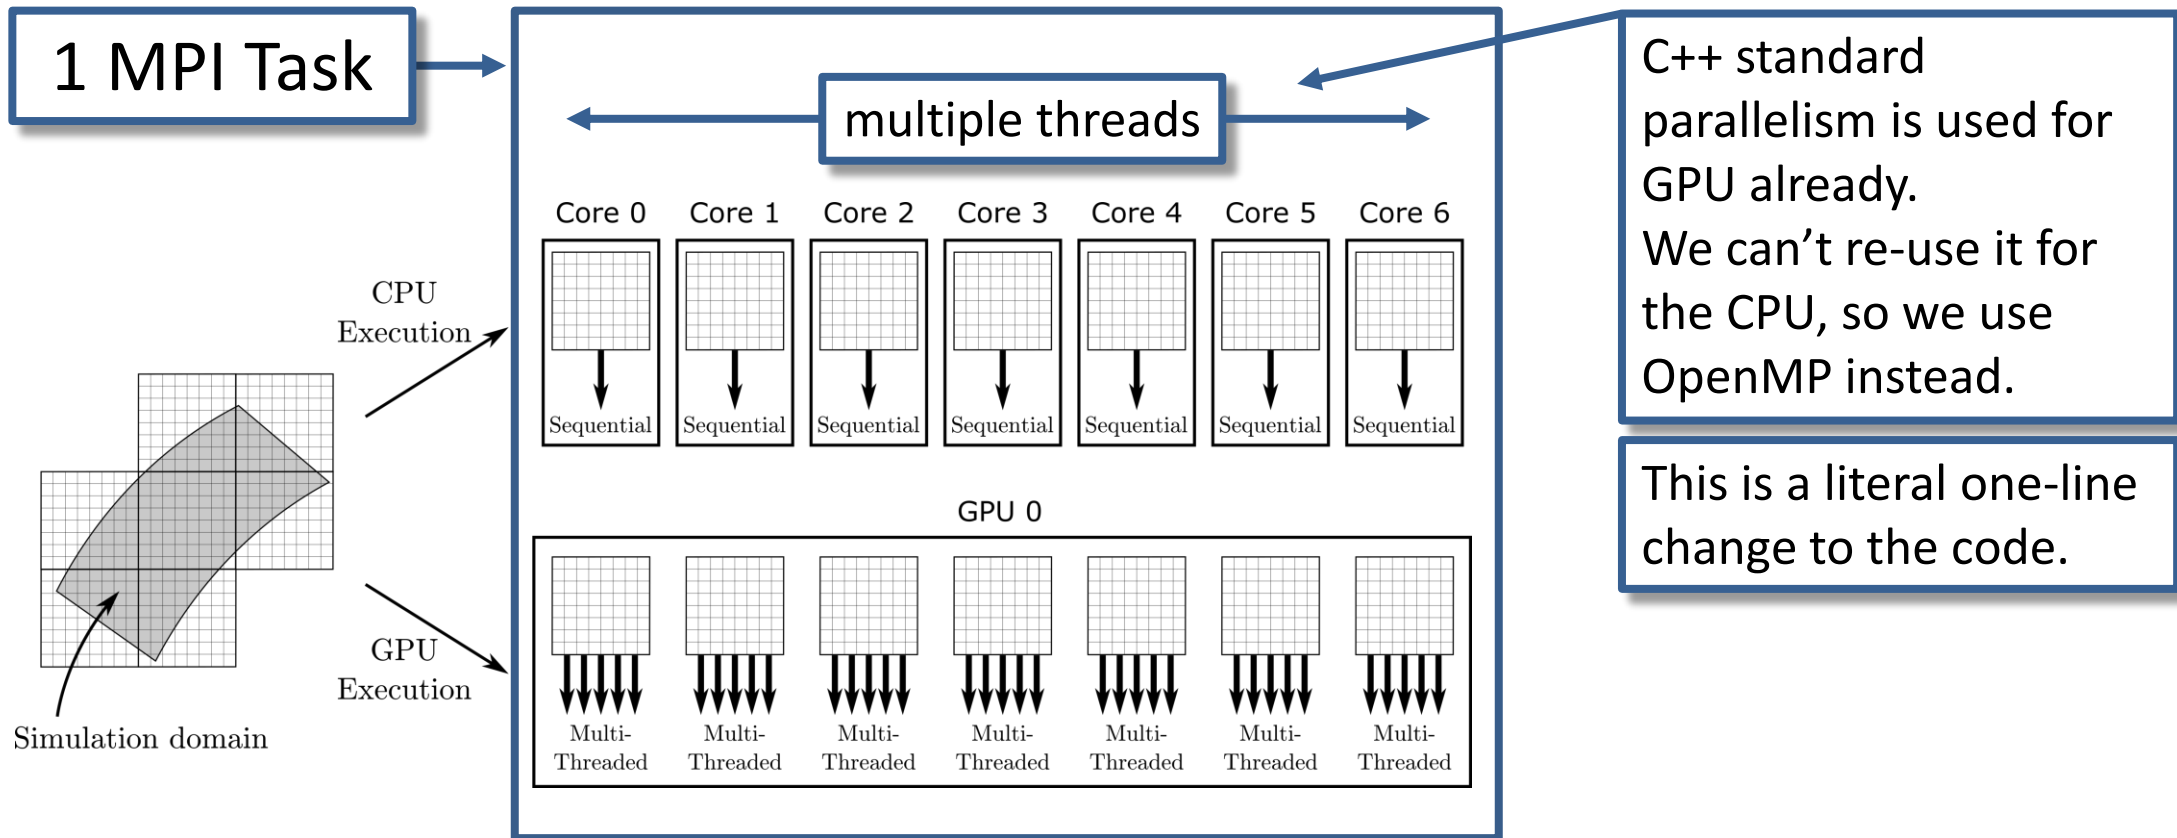 1 MPI Task
multiple threads
C++ standard
parallelism is used for
GPU already.
We can’t re-use it for
the CPU, so we use
OpenMP instead.
This is a literal one-line
change to the code.
Core 0
Core 1
Core 2
Core 3
Core 4
Core 5
Core 6
CPU
Execution
Sequential
Sequential
Sequential
Sequential
Sequential
Sequential
Sequential
GPU 0
GPU
Execution
Simulation domain
Multi-
Threaded
Multi-
Threaded
Multi-
Threaded
Multi-
Threaded
Multi-
Threaded
Multi-
Threaded
Multi-
Threaded